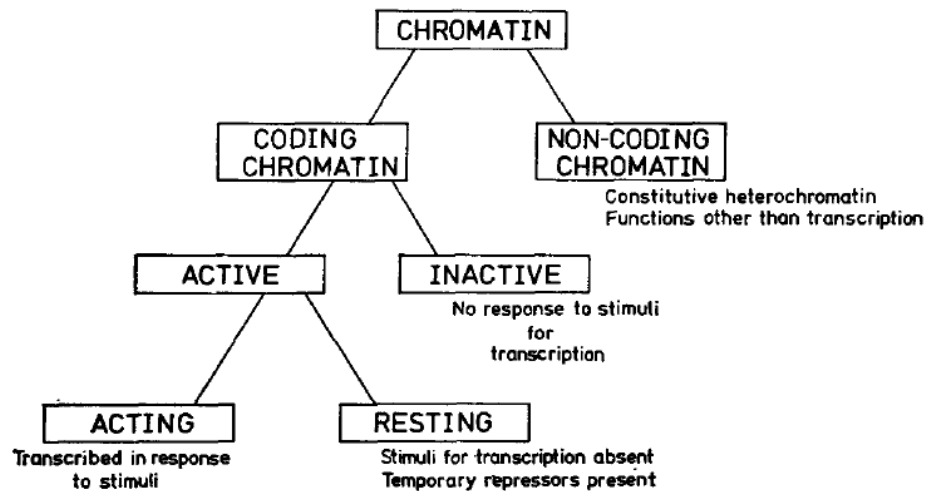 CHROMATIN
CODING
CHROMATIN
NON-CODING
CHROMATIN
Constitutive heterochromatin
Functions other than transcription
ACTIVE
INACTIVE
No response to stimuli
for
transcription
ACTING
Transcribed in response
to stimuli
RESTING
Stimuli for transcription absent
Temporary repressors present